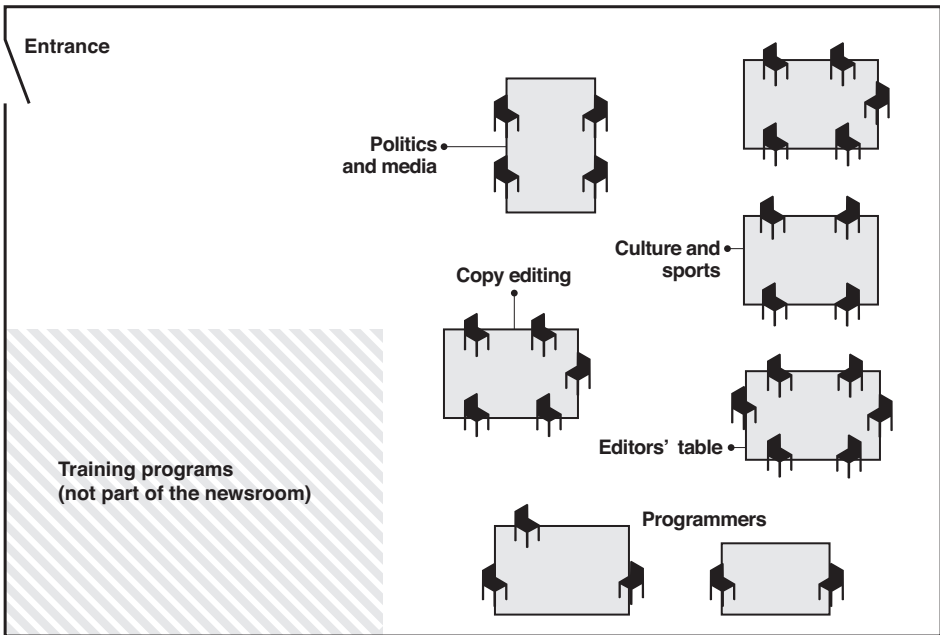 Entrance
Politics
and media
Culture and
sports
Copy editing
Editors' table
Training programs
(not part of the newsroom)
Programmers